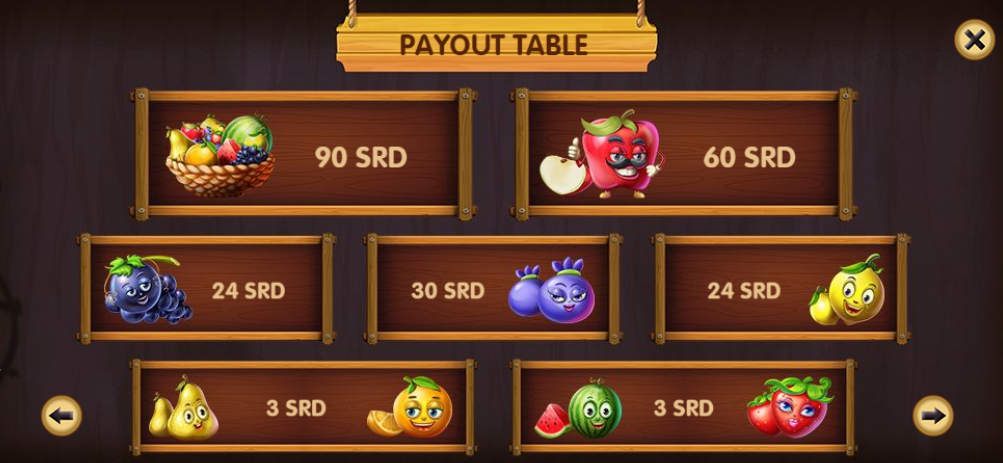 PAYOUT TABLE
90 SRD
60 SRD
24 SRD
30 SRD
24 SRD
3 SRD
3 SRD